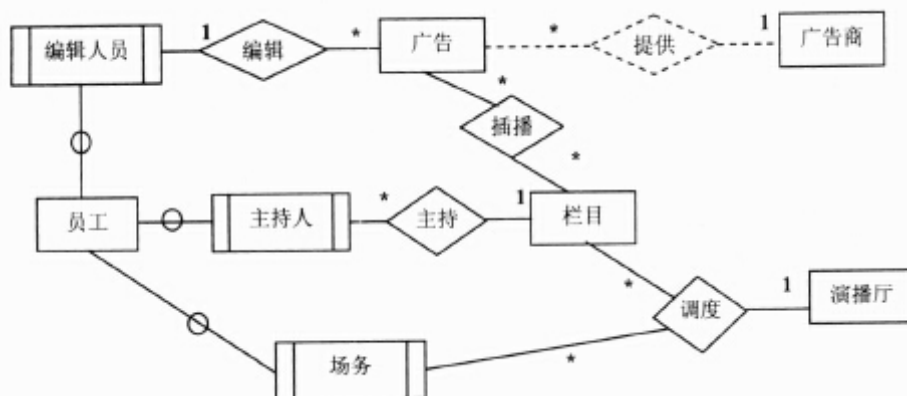 编辑人员 1 编辑 * 广告 * 提供 1 广告商
*
插播
*
员工 主持人 * 主持 1 栏目
*
调度 1 演播厅
场务 *